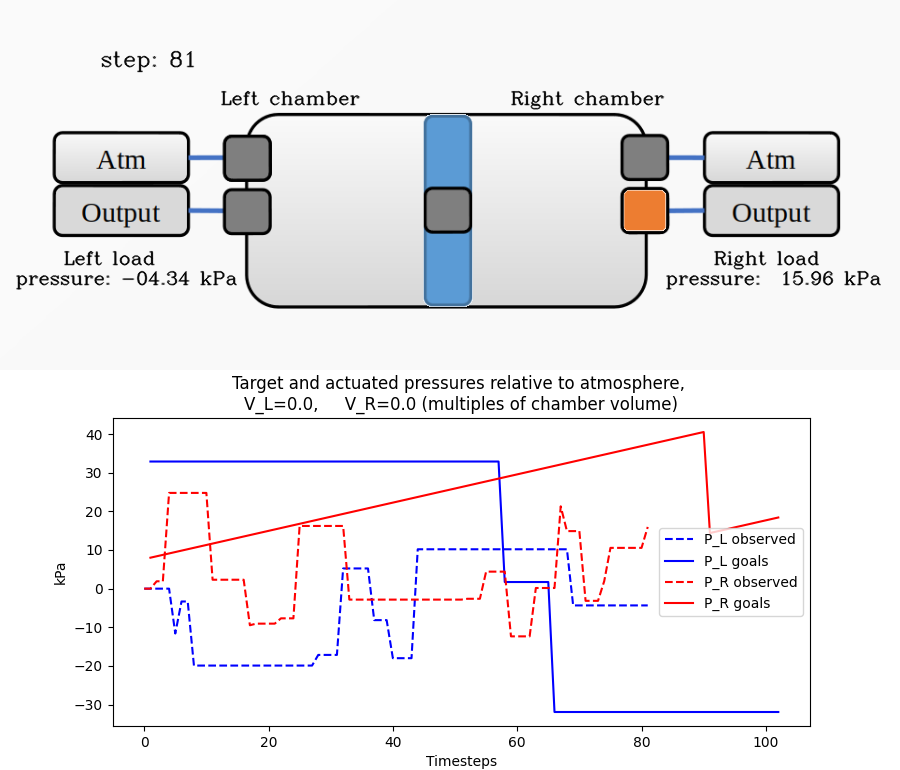 step: 81
Left chamber
Right chamber
Atm
Atm
Output
Output
Left load
pressure: -04.34 kPa
Right load
pressure: 15.96 kPa
Target and actuated pressures relative to atmosphere,
V_L=0.0, V_R=0.0 (multiples of chamber volume)
40
30
20
10
0
−10
−20
−30
kPa
P_L observed
P_L goals
P_R observed
P_R goals
0 20 40 60 80 100
Timesteps